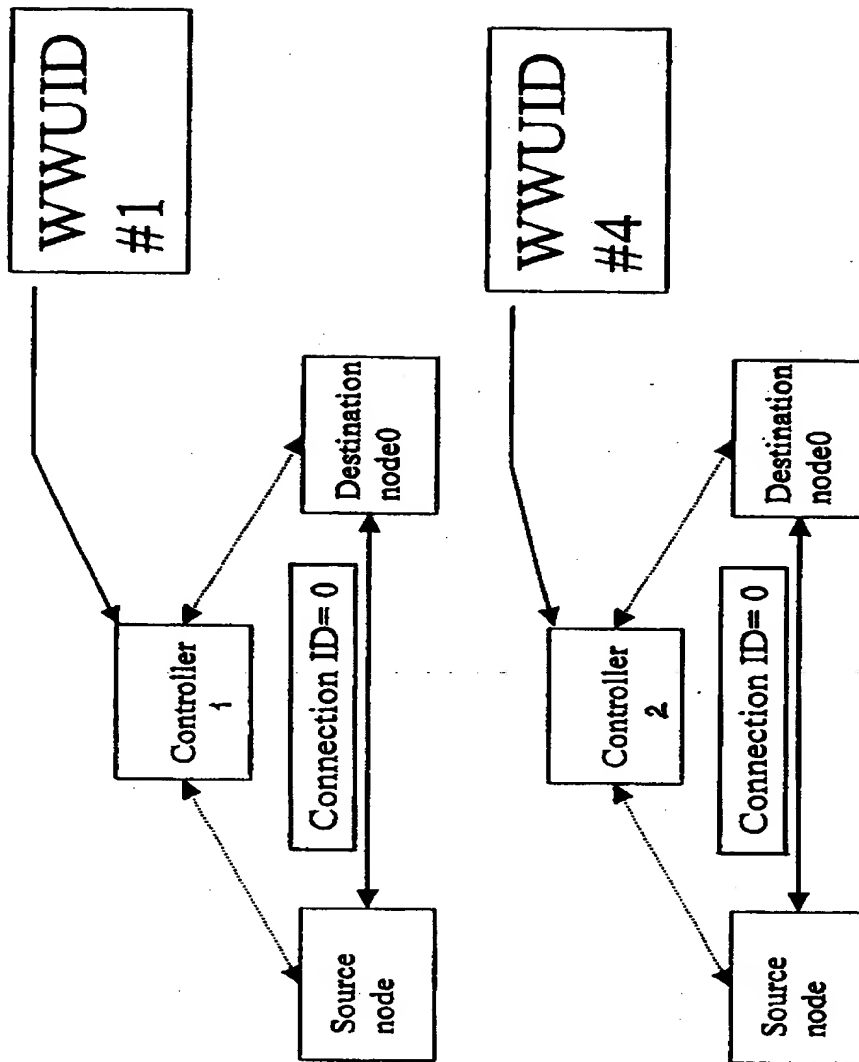 WWUID
#1
Controller
1
Destination
node0
Connection ID= 0
Source
node
WWUID
#4
Controller
2
Destination
node0
Connection ID= 0
Source
node